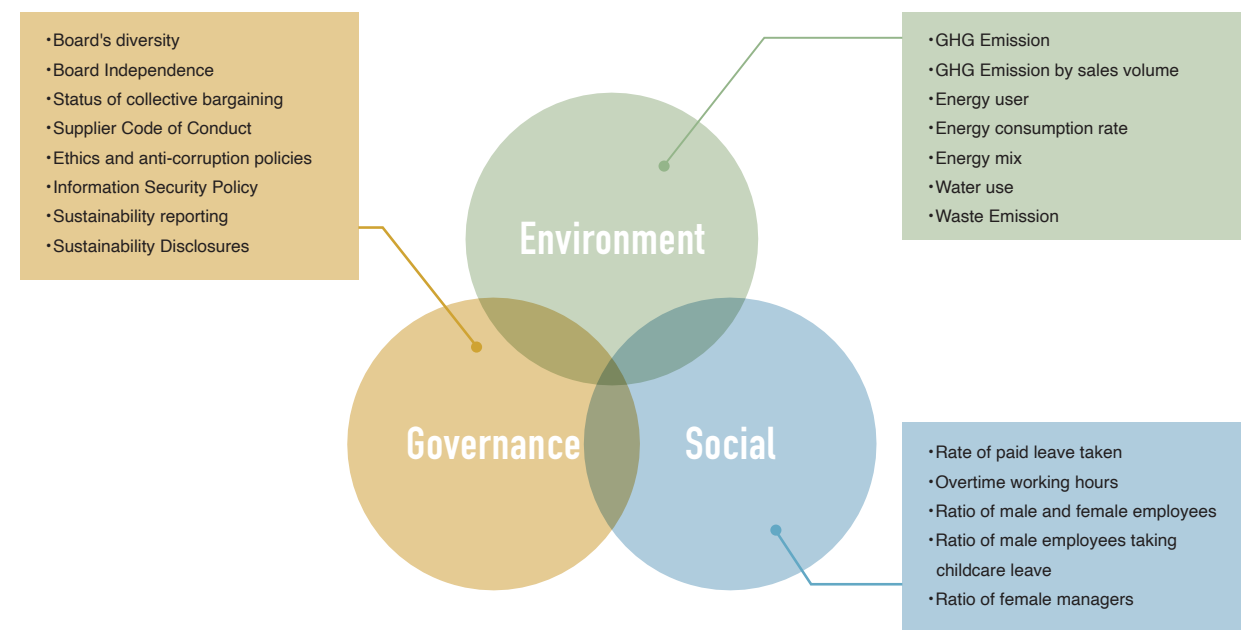 ・Board's diversity
・Board Independence
・Status of collective bargaining
・Supplier Code of Conduct
・Ethics and anti-corruption policies
・Information Security Policy
・Sustainability reporting
・Sustainability Disclosures
・GHG Emission
・GHG Emission by sales volume
・Energy user
・Energy consumption rate
・Energy mix
・Water use
・Waste Emission
Environment
Governance
Social
・Rate of paid leave taken
・Overtime working hours
・Ratio of male and female employees
・Ratio of male employees taking
childcare leave
・Ratio of female managers